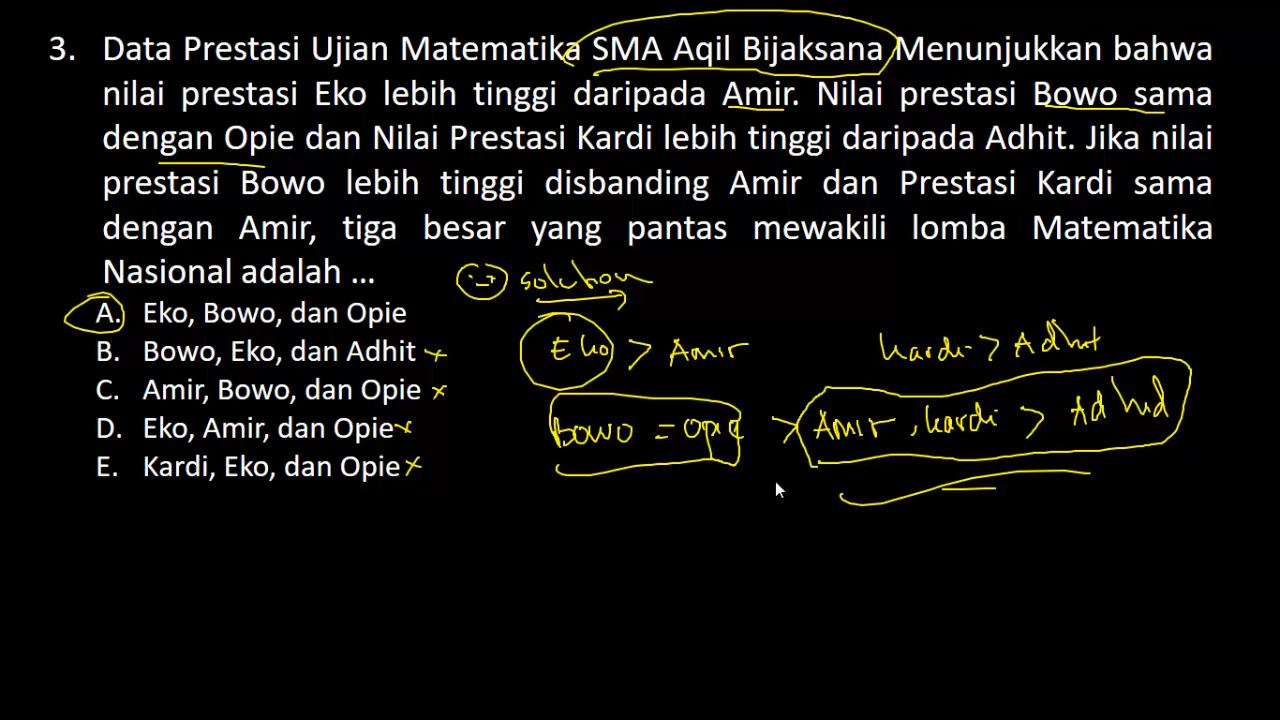 3. Data Prestasi Ujian Matematika SMA Aqil Bijaksana Menunjukkan bahwa
nilai prestasi Eko lebih tinggi daripada Amir. Nilai prestasi Bowo sama
dengan Opie dan Nilai Prestasi Kardi lebih tinggi daripada Adhit. Jika nilai
prestasi Bowo lebih tinggi disbanding Amir dan Prestasi Kardi sama
dengan Amir, tiga besar yang pantas mewakili lomba Matematika
Nasional adalah ...
solution
A. Eko, Bowo, dan Opie
B. Bowo, Eko, dan Adhit ×
C. Amir, Bowo, dan Opie ×
D. Eko, Amir, dan Opie ×
E. Kardi, Eko, dan Opie ×
Eko > Amir
Kardi > Adhit
Bowo = Opie > Amir, kardi > Adhid